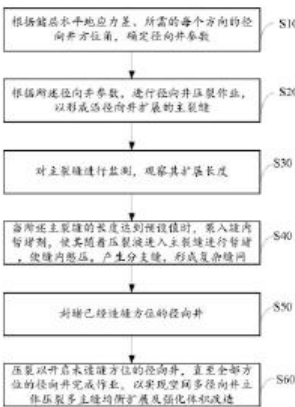 根据储层水平地应力差、所需的每个方向的径
向井方位角，确定径向井参数
S10
根据所述径向井参数，进行径向井压裂作业，
以形成沿径向井扩展的主裂缝
S20
对主裂缝进行监测，观察其扩展长度
S30
当所述主裂缝的长度达到预设值时，泵入缝内
暂堵剂，使其随着压裂液进入主裂缝进行暂堵
，使缝内憋压，产生分支缝，形成复杂缝网
S40
封堵已经造缝方位的径向井
S50
压裂以开启未造缝方位的径向井，直至全部方
位的径向井完成作业，以实现空间多径向井立
体压裂多主缝均衡扩展及强化体积改造
S60